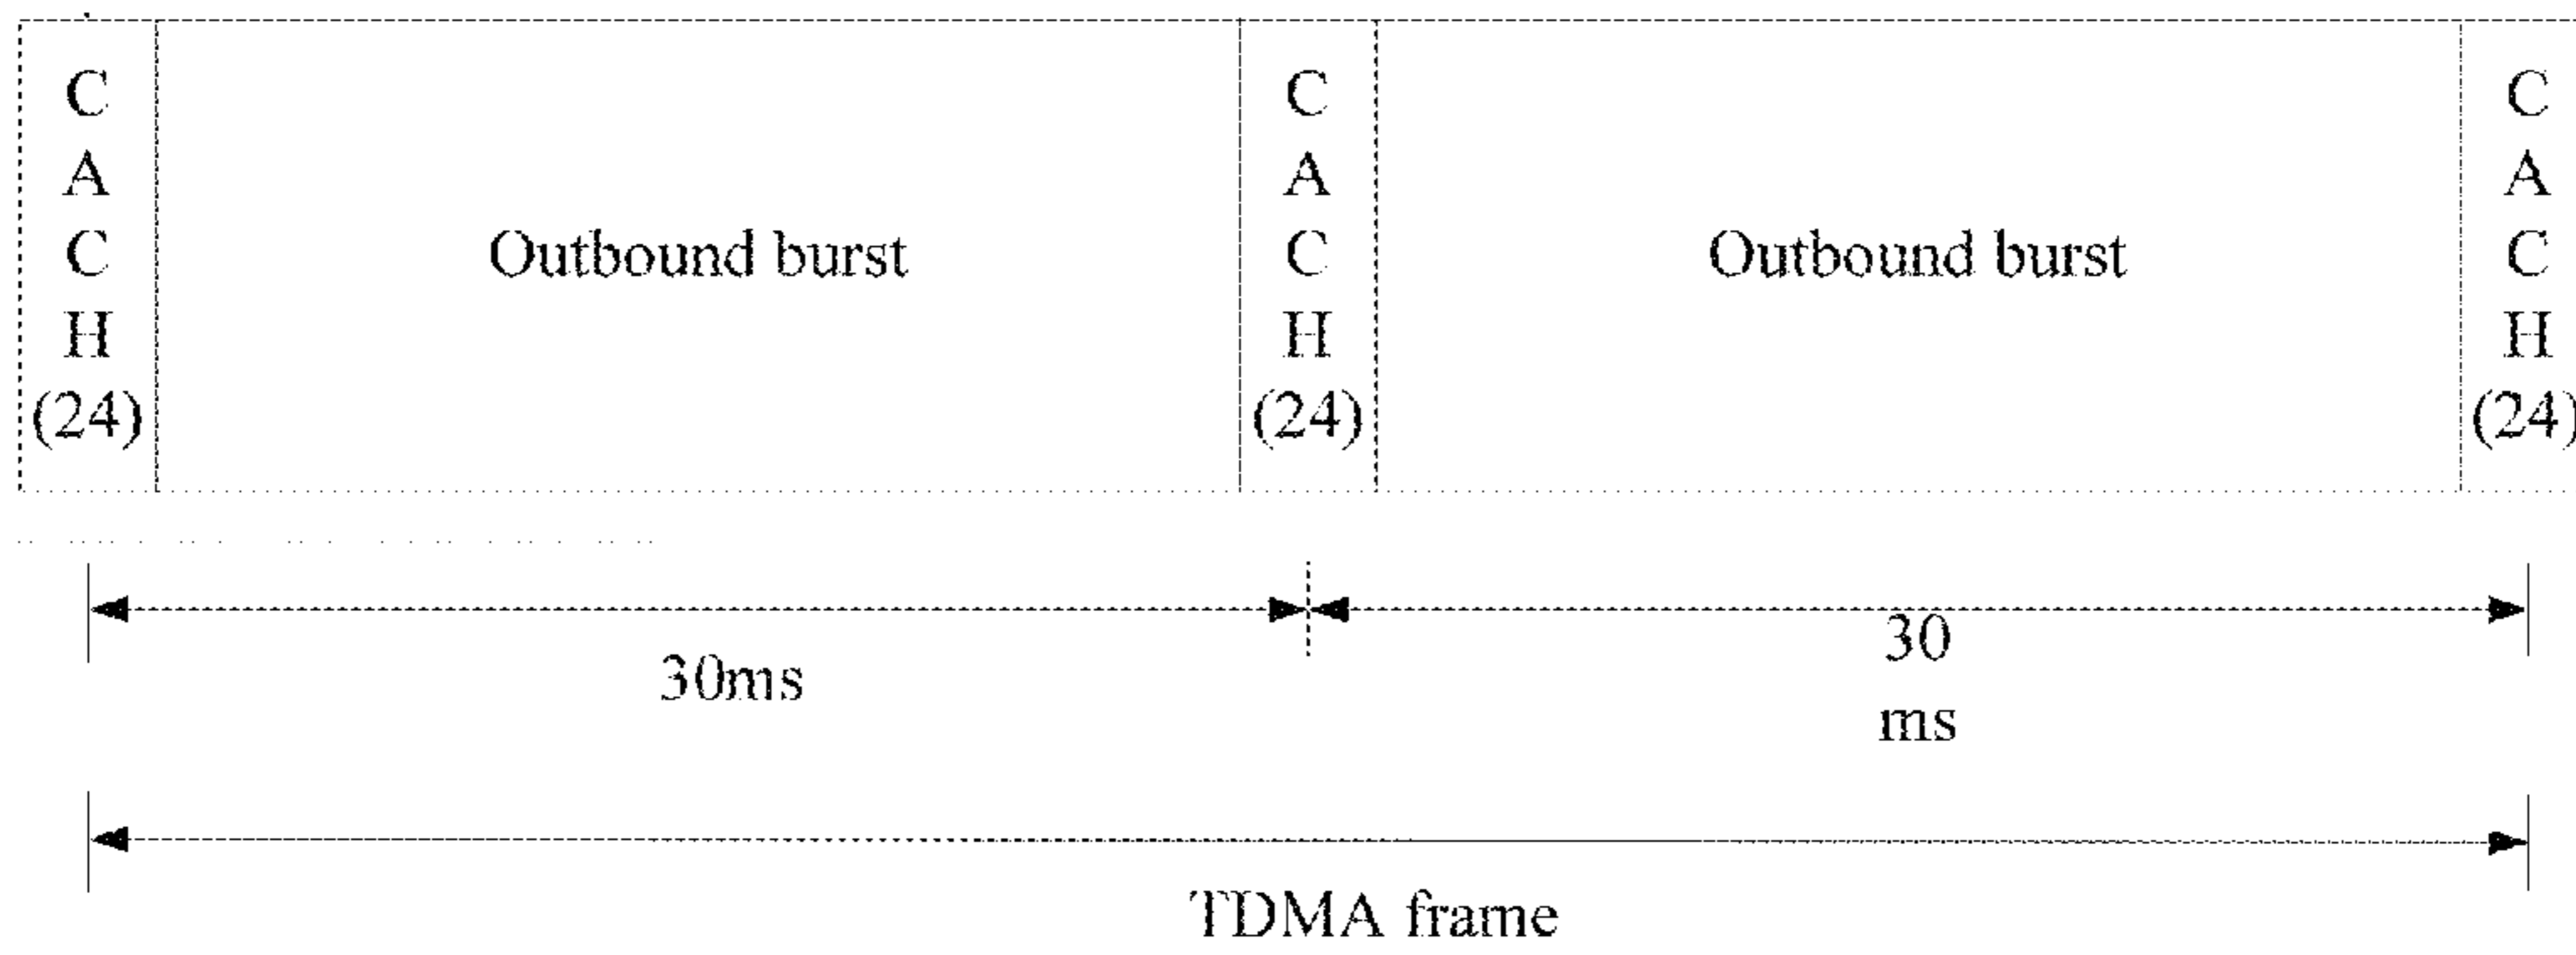 C
A
C
H
(24)
Outbound burst
C
A
C
H
(24)
Outbound burst
C
A
C
H
(24)
30ms
30
ms
TDMA frame